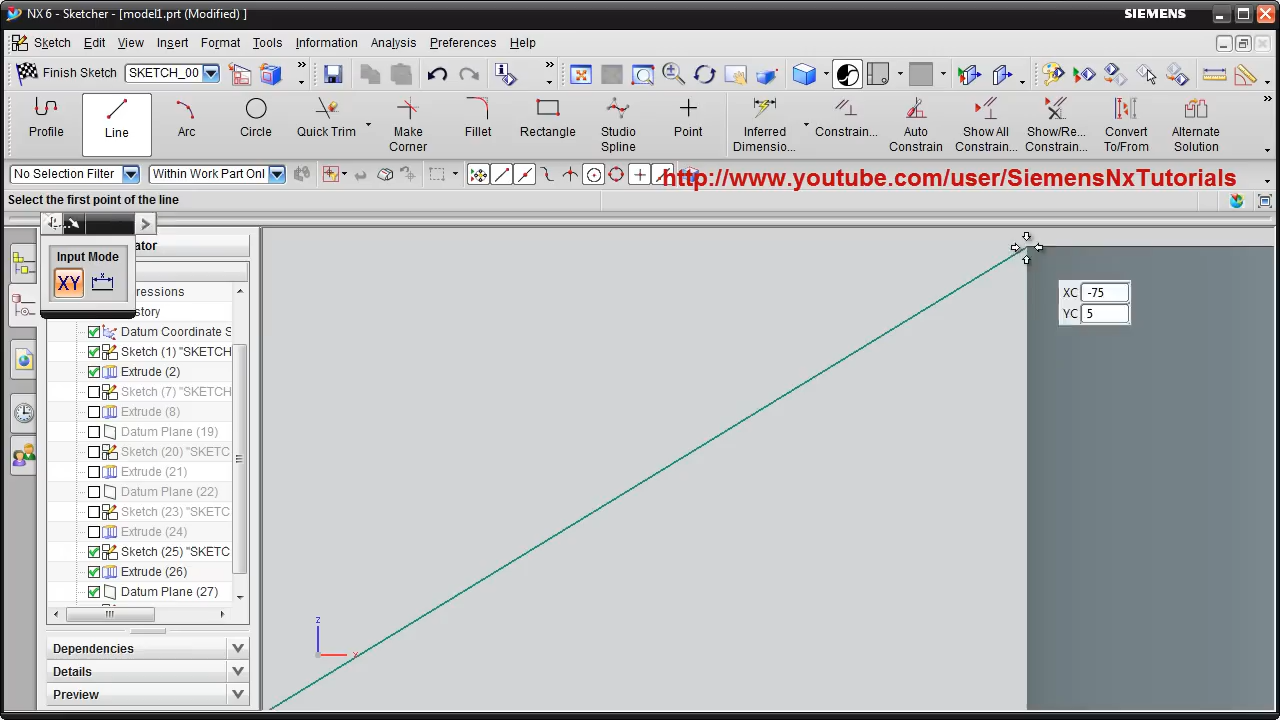 NX 6 - Sketcher - [model1.prt (Modified) ]
SIEMENS
Sketch Edit View Insert Format Tools Information Analysis Preferences Help
Finish Sketch SKETCH_00
Profile Line Arc Circle Quick Trim Make Corner Fillet Rectangle Studio Spline Point Inferred Dimensio... Constrain... Auto Constrain Show All Constrain... Show/Re... Constrain... Convert To/From Alternate Solution
No Selection Filter Within Work Part Onl
http://www.youtube.com/user/SiemensNxTutorials
Select the first point of the line
ator
Input Mode
XY
XC -75
YC 5
pressions
story
Datum Coordinate S
Sketch (1) "SKETCH
Extrude (2)
Sketch (7) "SKETCH
Extrude (8)
Datum Plane (19)
Sketch (20) "SKETC
Extrude (21)
Datum Plane (22)
Sketch (23) "SKETC
Extrude (24)
Sketch (25) "SKETC
Extrude (26)
Datum Plane (27)
z
x
Dependencies
Details
Preview